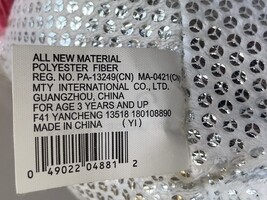 ALL NEW MATERIAL
POLYESTER FIBER
REG. NO. PA-13249(CN) MA-0421(CN
MTY INTERNATIONAL CO., LTD,
GUANGZHOU, CHINA
FOR AGE 3 YEARS AND UP
F41 YANCHENG 13518 180108890
MADE IN CHINA (YI)
0 49022 04881 2